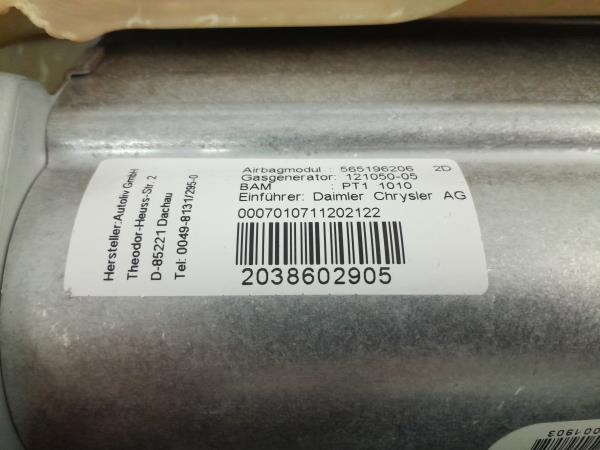 Hersteller:Autoliv GmbH
Theodor-Heuss-Str. 2
D-85221 Dachau
Tel: 0049-8131/295-0
Airbagmodul : 565196206 2D
Gasgenerator: 121050-05
BAM : PT1 1010
Einführer: Daimler Chrysler AG
0007010711202122
2038602905